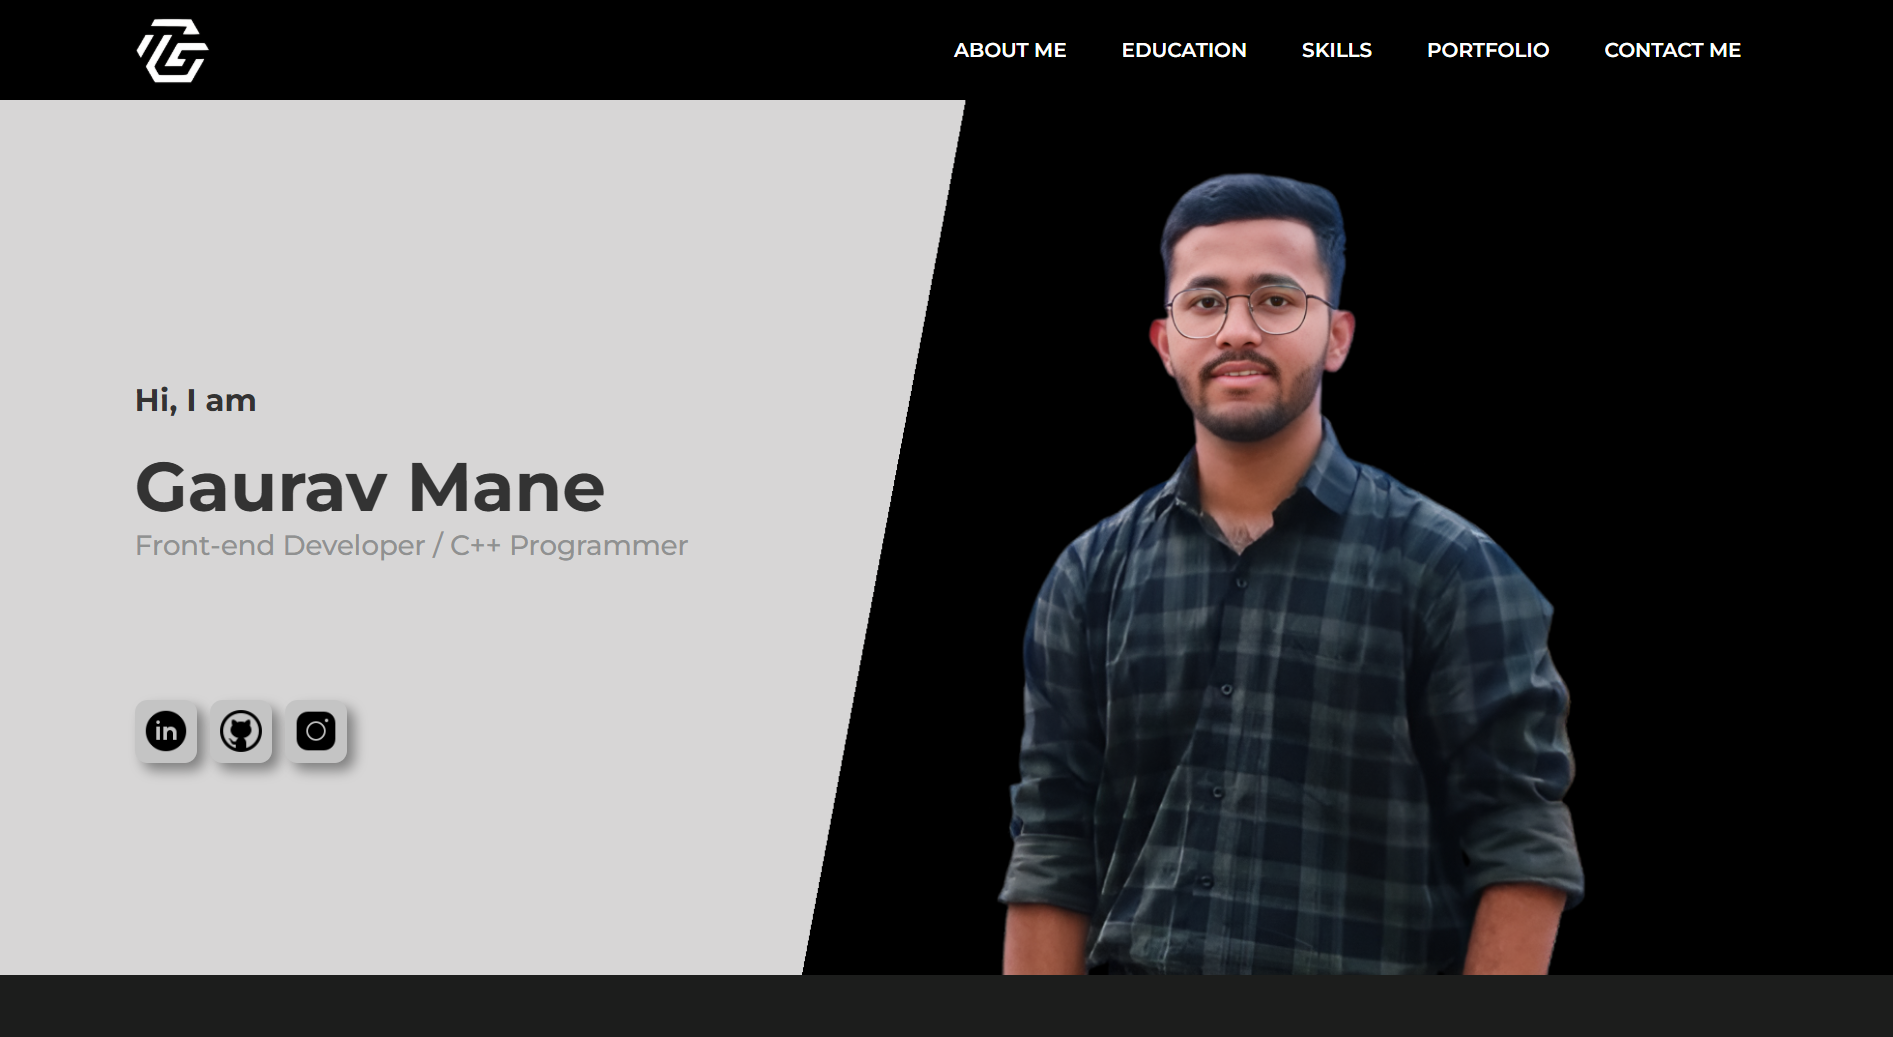 ABOUT ME EDUCATION SKILLS PORTFOLIO CONTACT ME
Hi, I am
Gaurav Mane
Front-end Developer / C++ Programmer
in